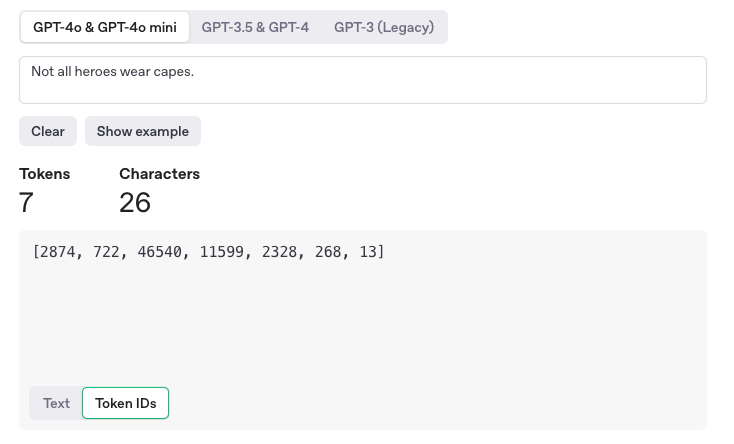 GPT-4o & GPT-4o mini GPT-3.5 & GPT-4 GPT-3 (Legacy)
Not all heroes wear capes.
Clear Show example
Tokens Characters
7 26
[2874, 722, 46540, 11599, 2328, 268, 13]
Text Token IDs